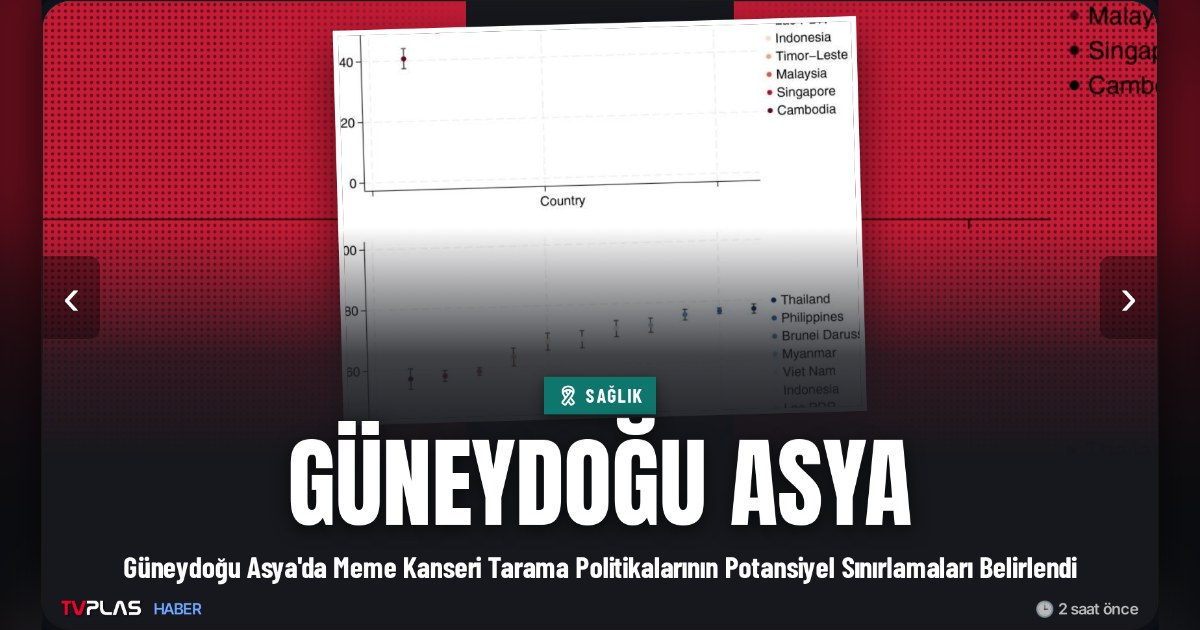 Indonesia
Timor–Leste
Malaysia
Singapore
Cambodia
40
20
0
Country
80
60
Thailand
Philippines
Brunei
Myanmar
Viet Nam
Indonesia
SAĞLIK
GÜNEYDOĞU ASYA
Güneydoğu Asya'da Meme Kanseri Tarama Politikalarının Potansiyel Sınırlamaları Belirlendi
TVPLAS HABER
2 saat önce